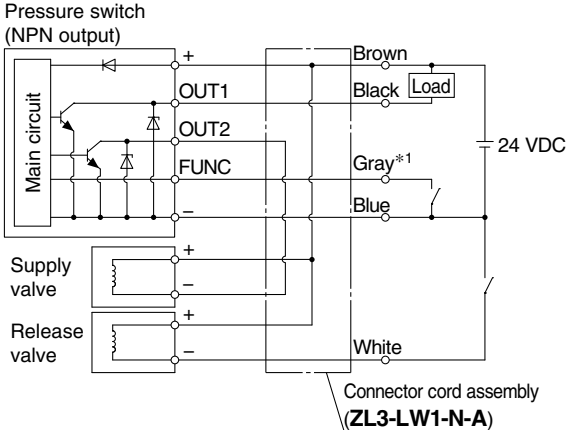 Pressure switch
(NPN output)
Main circuit
+
OUT1
OUT2
FUNC
−
Brown
Black
Load
Gray*1
Blue
24 VDC
Supply
valve
+
−
Release
valve
+
−
White
Connector cord assembly
(ZL3-LW1-N-A)